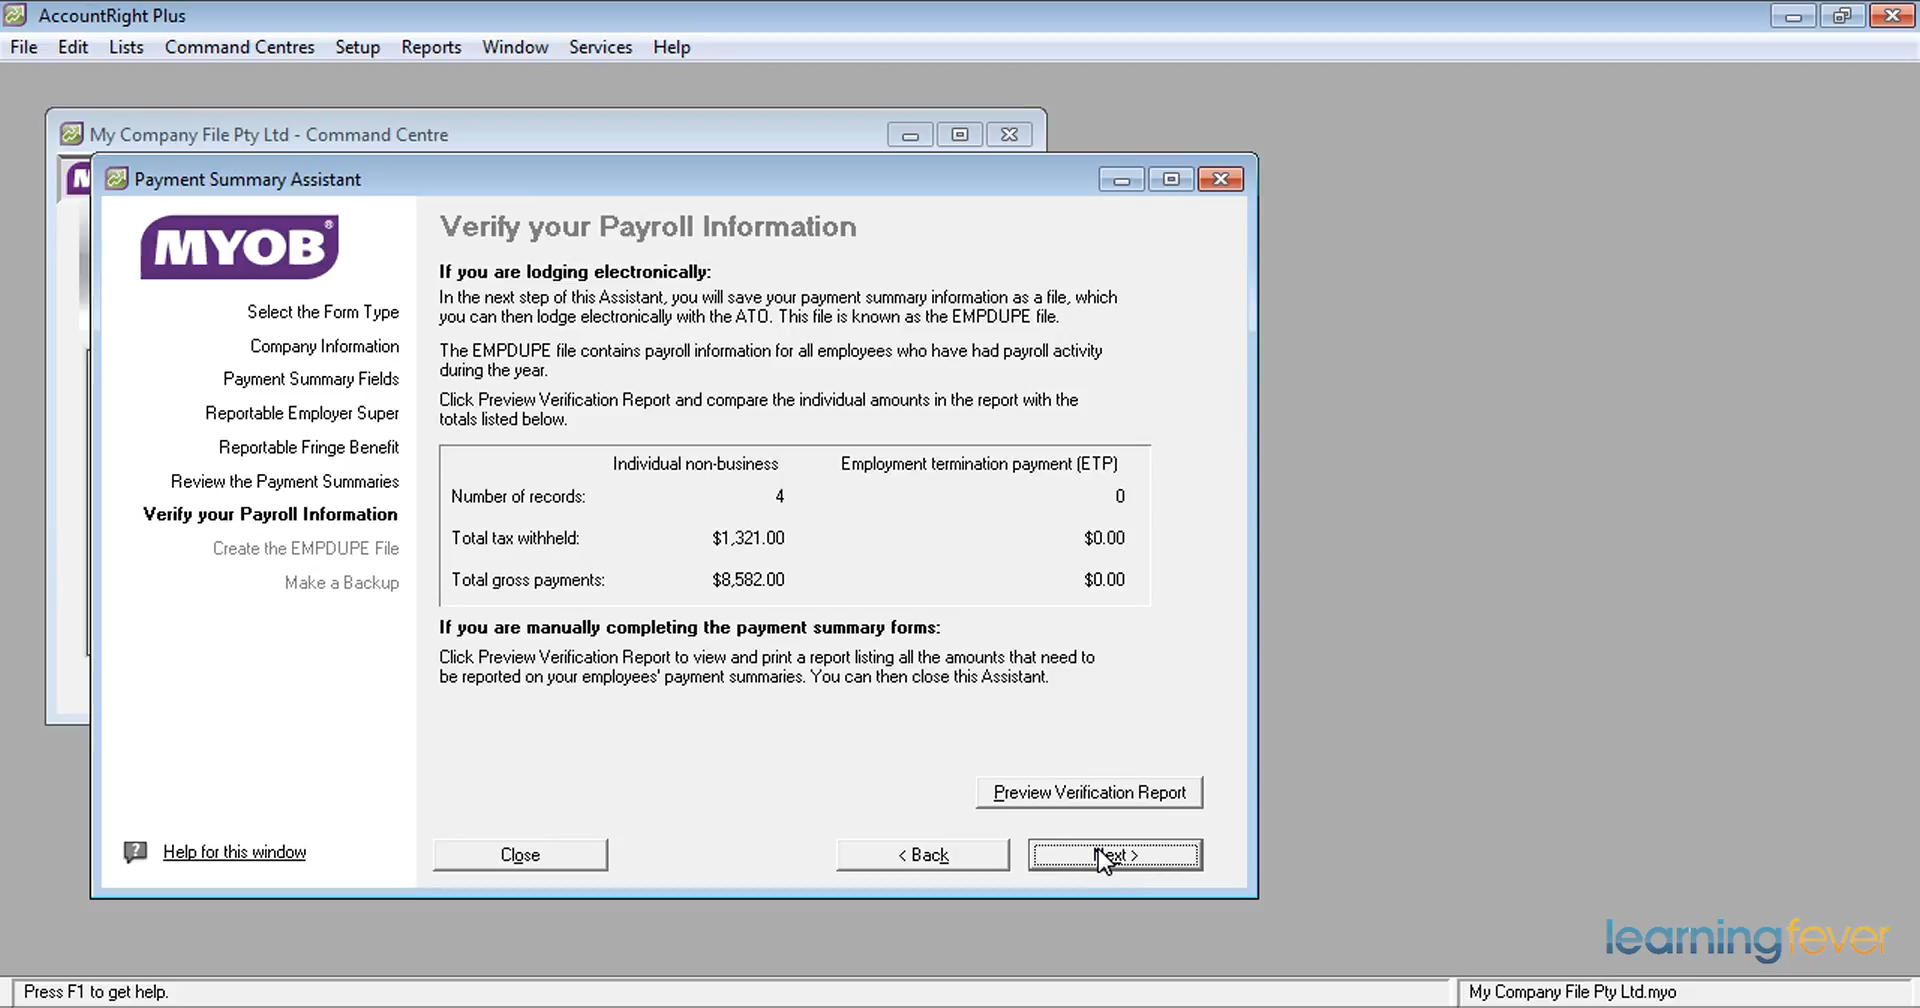 AccountRight Plus
File Edit Lists Command Centres Setup Reports Window Services Help
My Company File Pty Ltd - Command Centre
Payment Summary Assistant
MYOB®
Select the Form Type
Company Information
Payment Summary Fields
Reportable Employer Super
Reportable Fringe Benefit
Review the Payment Summaries
Verify your Payroll Information
Create the EMPDUPE File
Make a Backup
Help for this window
Verify your Payroll Information
If you are lodging electronically:
In the next step of this Assistant, you will save your payment summary information as a file, which
you can then lodge electronically with the ATO. This file is known as the EMPDUPE file.
The EMPDUPE file contains payroll information for all employees who have had payroll activity
during the year.
Click Preview Verification Report and compare the individual amounts in the report with the
totals listed below.
Individual non-business Employment termination payment (ETP)
Number of records: 4 0
Total tax withheld: $1,321.00 $0.00
Total gross payments: $8,582.00 $0.00
If you are manually completing the payment summary forms:
Click Preview Verification Report to view and print a report listing all the amounts that need to
be reported on your employees' payment summaries. You can then close this Assistant.
Preview Verification Report
Close < Back Next >
learningfever
Press F1 to get help. My Company File Pty Ltd.myo